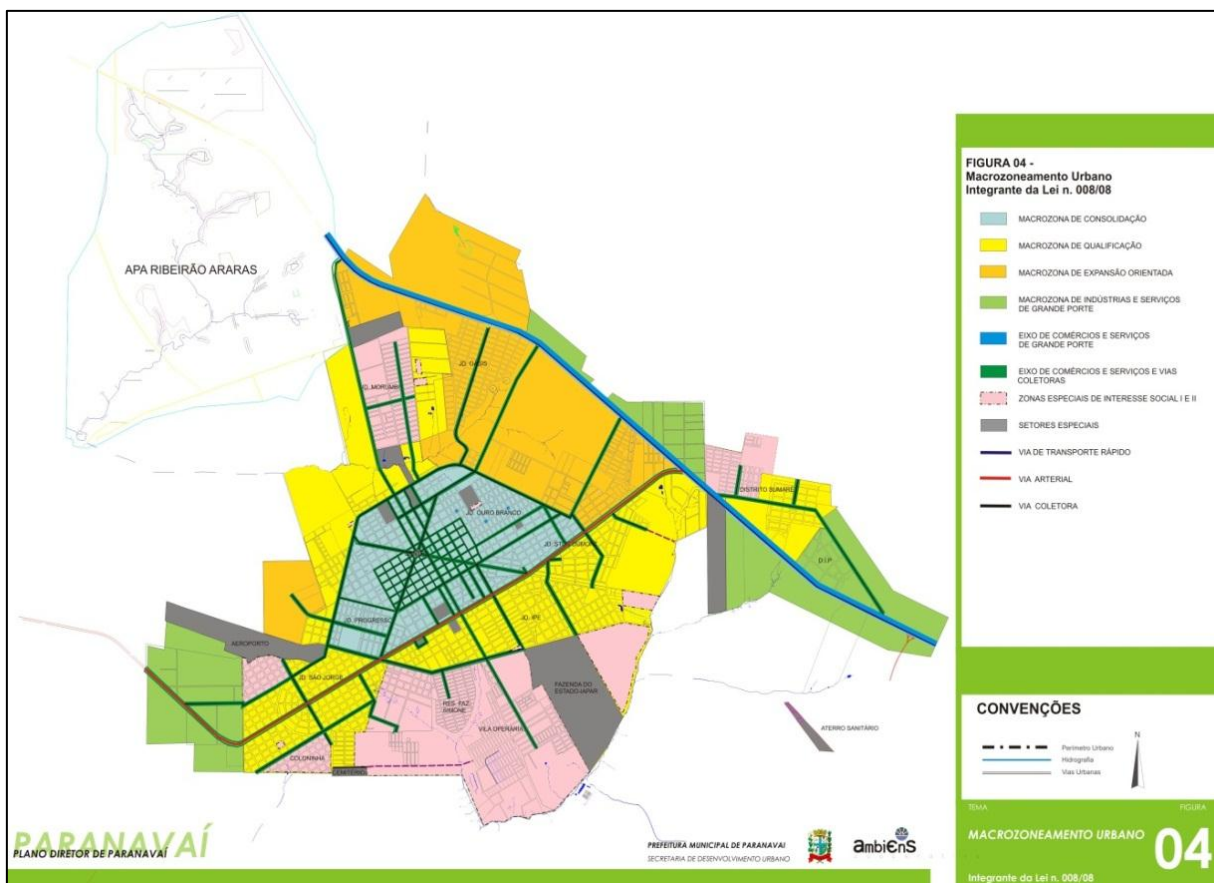 APA RIBEIRÃO ARARAS
JD. MORUMBI
JD. OURO BRANCO
JD. PROGRESSO
JD. IPE
AEROPORTO
JD. SÃO JORGE
COLONINHA
CEMITÉRIO
VILA OPERÁRIA
FAZENDA DO
ESTADO-IAPAR
DISTRITO SUMARÉ
D.I.P.
ATERRO SANITÁRIO
FIGURA 04 -
Macrozoneamento Urbano
Integrante da Lei n. 008/08
MACROZONA DE CONSOLIDAÇÃO
MACROZONA DE QUALIFICAÇÃO
MACROZONA DE EXPANSÃO ORIENTADA
MACROZONA DE INDÚSTRIAS E SERVIÇOS
DE GRANDE PORTE
EIXO DE COMÉRCIOS E SERVIÇOS
DE GRANDE PORTE
EIXO DE COMÉRCIOS E SERVIÇOS E VIAS
COLETORAS
ZONAS ESPECIAIS DE INTERESSE SOCIAL I E II
SETORES ESPECIAIS
VIA DE TRANSPORTE RÁPIDO
VIA ARTERIAL
VIA COLETORA
CONVENÇÕES
Perímetro Urbano
Hidrografia
Vias Urbanas
N
TEMA
FIGURA
MACROZONEAMENTO URBANO
04
Integrante da Lei n. 008/08
PARANAVAÍ
PLANO DIRETOR DE PARANAVAÍ
PREFEITURA MUNICIPAL DE PARANAVAI
SECRETARIA DE DESENVOLVIMENTO URBANO
ambiEnS